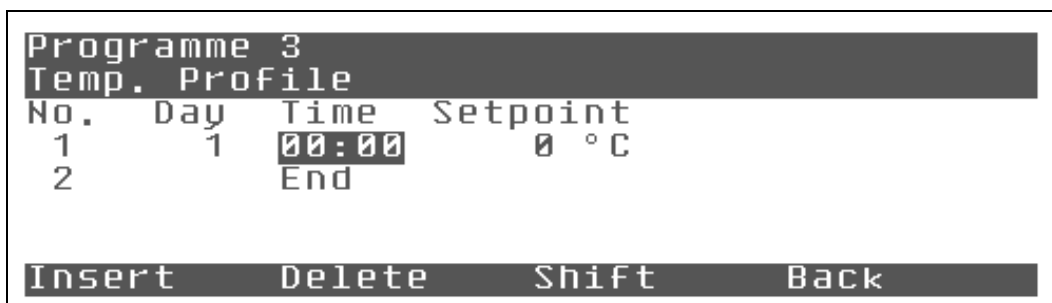 Programme 3
Temp. Profile
No. Day Time Setpoint
1 1 00:00 0 °C
2 End
Insert Delete Shift Back